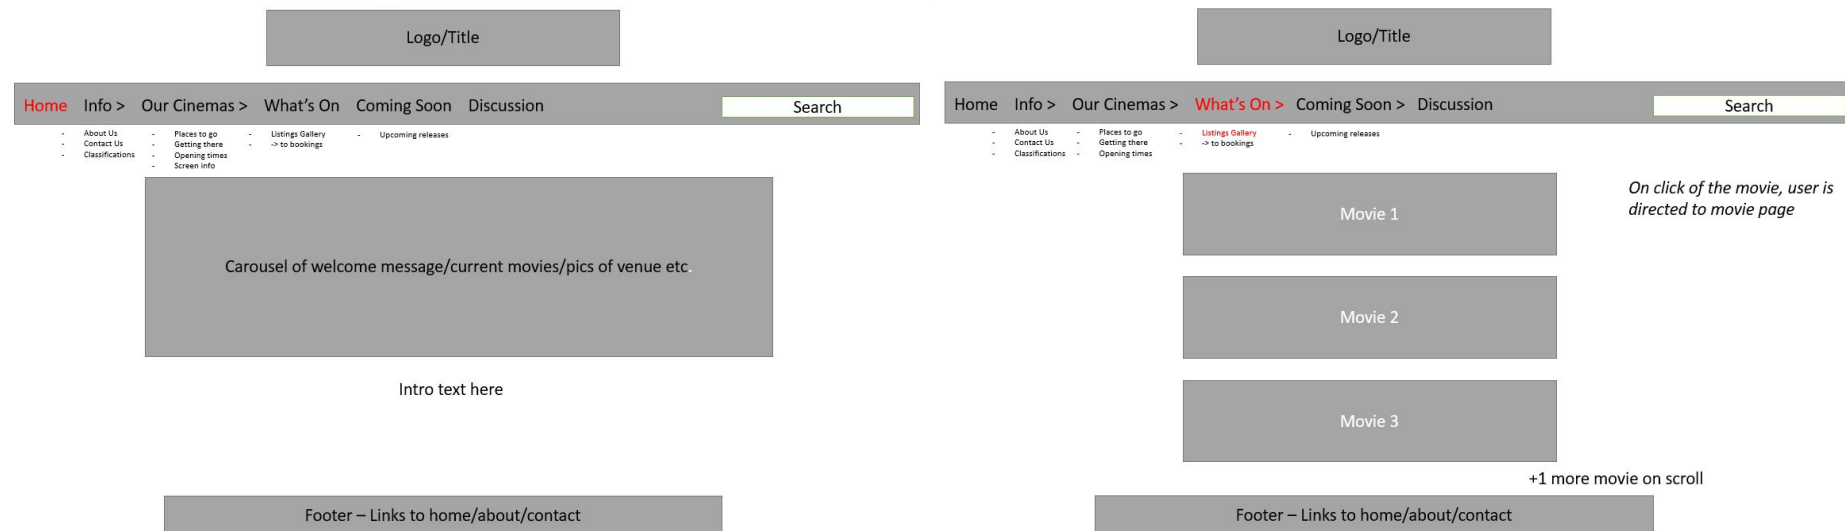 Logo/Title
Home Info > Our Cinemas > What's On Coming Soon Discussion Search
- About Us
- Contact Us
- Classifications
- Places to go
- Getting there
- Opening times
- Screen info
- Listings Gallery
- -> to bookings
- Upcoming releases
Carousel of welcome message/current movies/pics of venue etc.
Intro text here
Footer – Links to home/about/contact
Logo/Title
Home Info > Our Cinemas > What's On > Coming Soon > Discussion Search
- About Us
- Contact Us
- Classifications
- Places to go
- Getting there
- Opening times
- Listings Gallery
- -> to bookings
- Upcoming releases
On click of the movie, user is
directed to movie page
Movie 1
Movie 2
Movie 3
+1 more movie on scroll
Footer – Links to home/about/contact